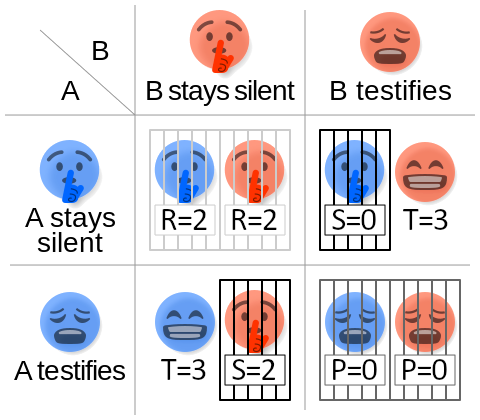 B
A
B stays silent
B testifies
A stays
silent
R=2
R=2
S=0
T=3
A testifies
T=3
S=2
P=0
P=0